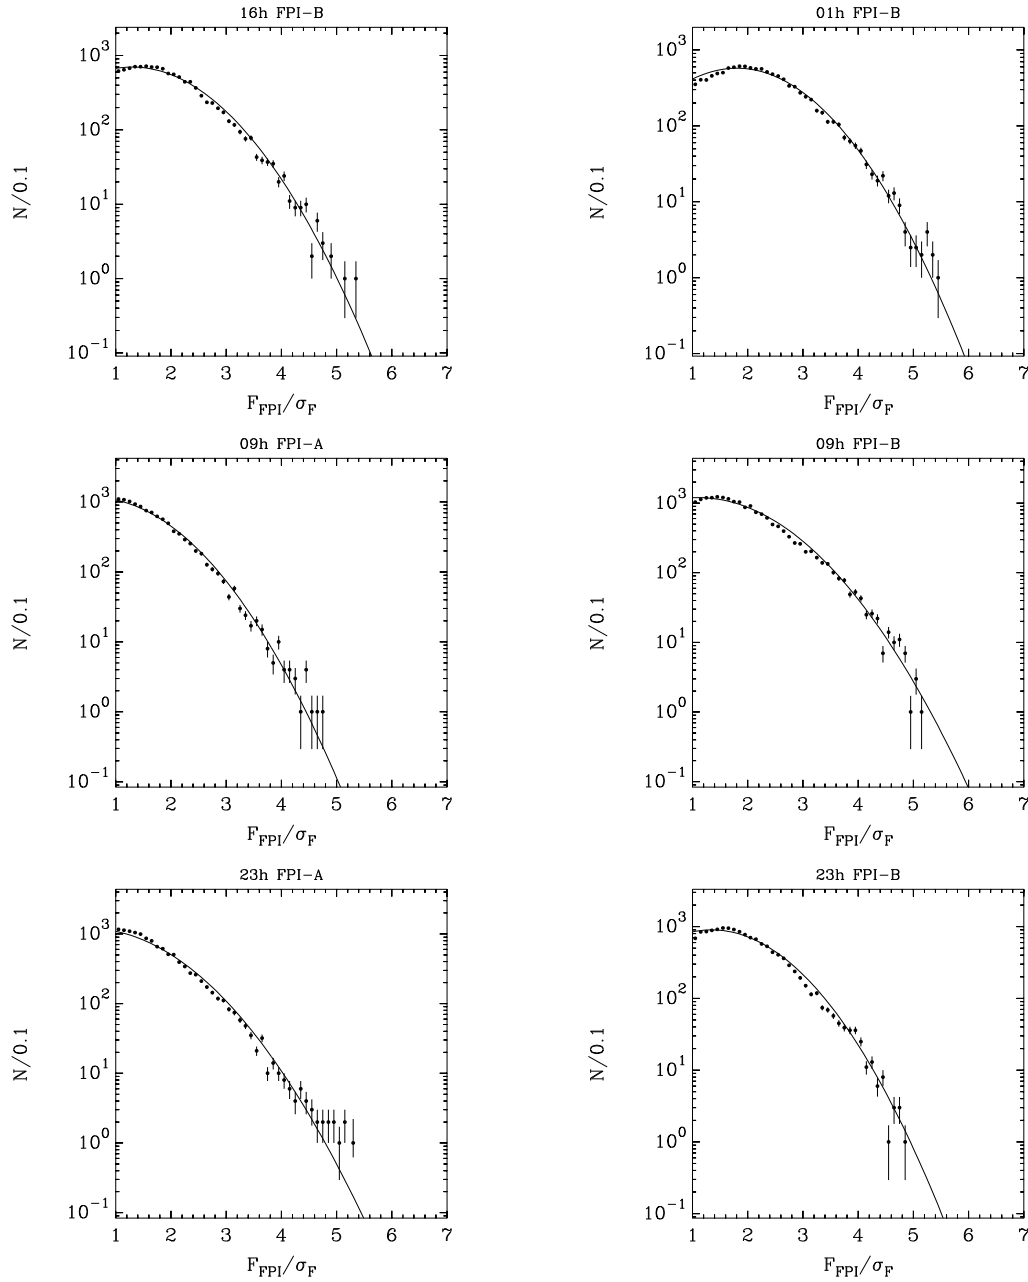 16h FPI-B 01h FPI-B
10³ 10³
10² 10²
N/0.1 N/0.1
10¹ 10¹
10⁰ 10⁰
10⁻¹ 10⁻¹
1 2 3 4 5 6 7 1 2 3 4 5 6 7
F_FPI/σ_F F_FPI/σ_F
09h FPI-A 09h FPI-B
10³ 10³
10² 10²
N/0.1 N/0.1
10¹ 10¹
10⁰ 10⁰
10⁻¹ 10⁻¹
1 2 3 4 5 6 7 1 2 3 4 5 6 7
F_FPI/σ_F F_FPI/σ_F
23h FPI-A 23h FPI-B
10³ 10³
10² 10²
N/0.1 N/0.1
10¹ 10¹
10⁰ 10⁰
10⁻¹ 10⁻¹
1 2 3 4 5 6 7 1 2 3 4 5 6 7
F_FPI/σ_F F_FPI/σ_F